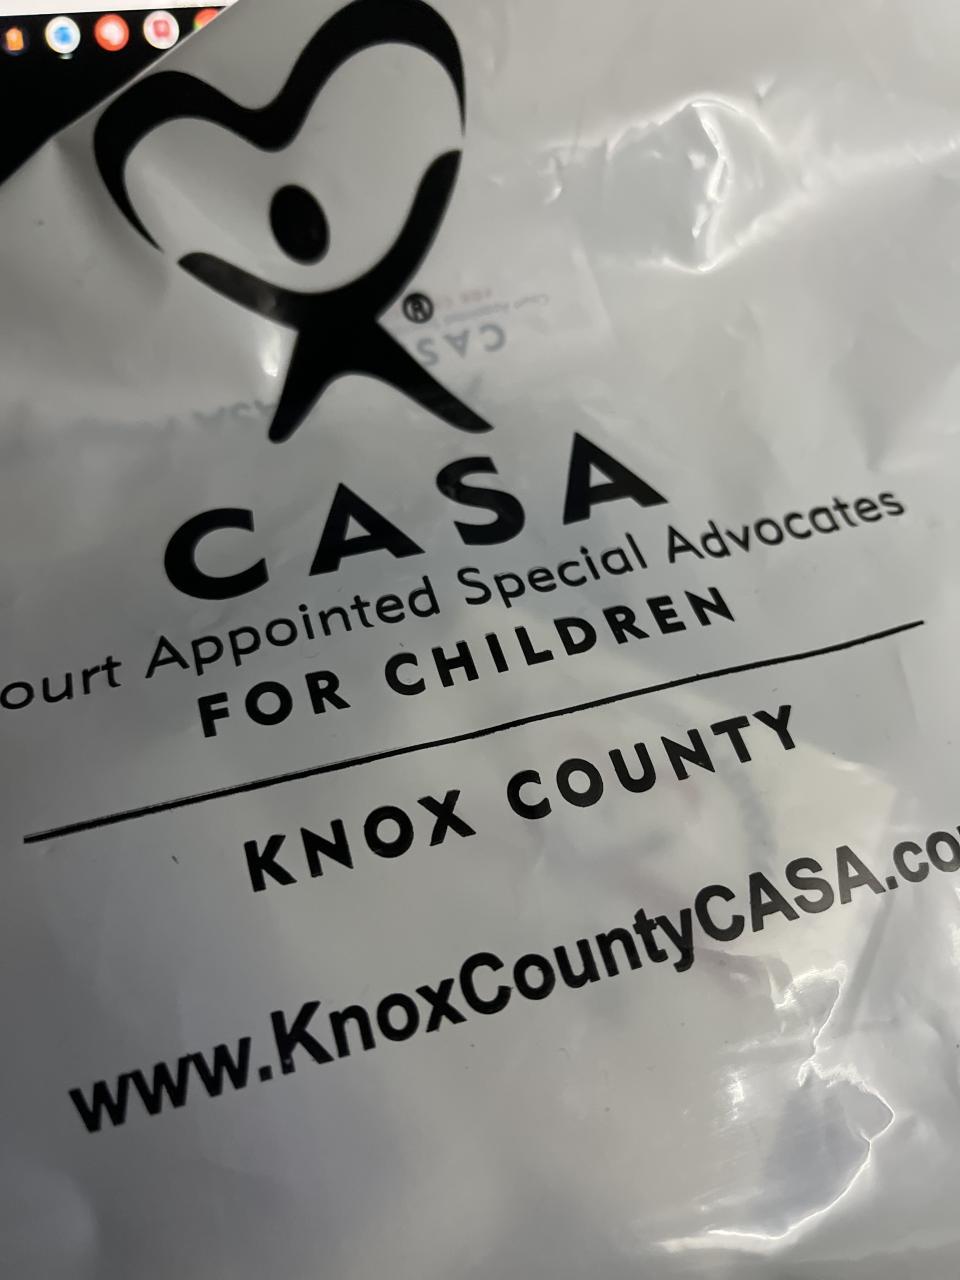 ®
CASA
ourt Appointed Special Advocates
FOR CHILDREN
KNOX COUNTY
www.KnoxCountyCASA.co